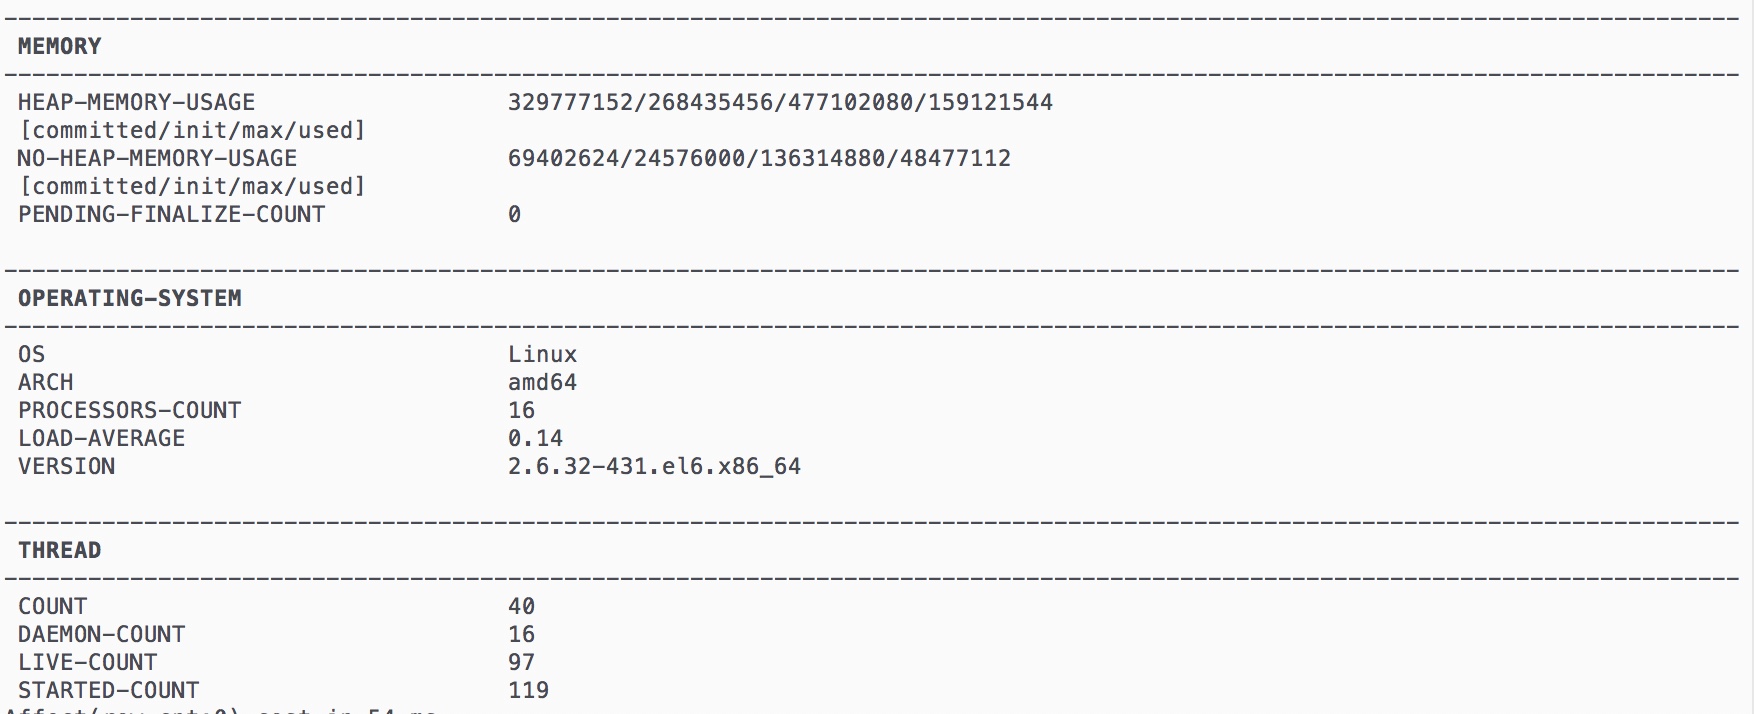 MEMORY
HEAP-MEMORY-USAGE 329777152/268435456/477102080/159121544
[committed/init/max/used]
NO-HEAP-MEMORY-USAGE 69402624/24576000/136314880/48477112
[committed/init/max/used]
PENDING-FINALIZE-COUNT 0
OPERATING-SYSTEM
OS Linux
ARCH amd64
PROCESSORS-COUNT 16
LOAD-AVERAGE 0.14
VERSION 2.6.32-431.el6.x86_64
THREAD
COUNT 40
DAEMON-COUNT 16
LIVE-COUNT 97
STARTED-COUNT 119